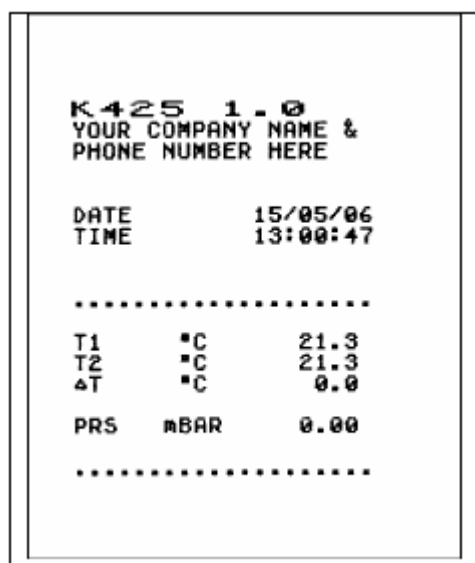 K425 1.0
YOUR COMPANY NAME &
PHONE NUMBER HERE
DATE 15/05/06
TIME 13:00:47
....................
T1 °C 21.3
T2 °C 21.3
ΔT °C 0.0
PRS mBAR 0.00
....................